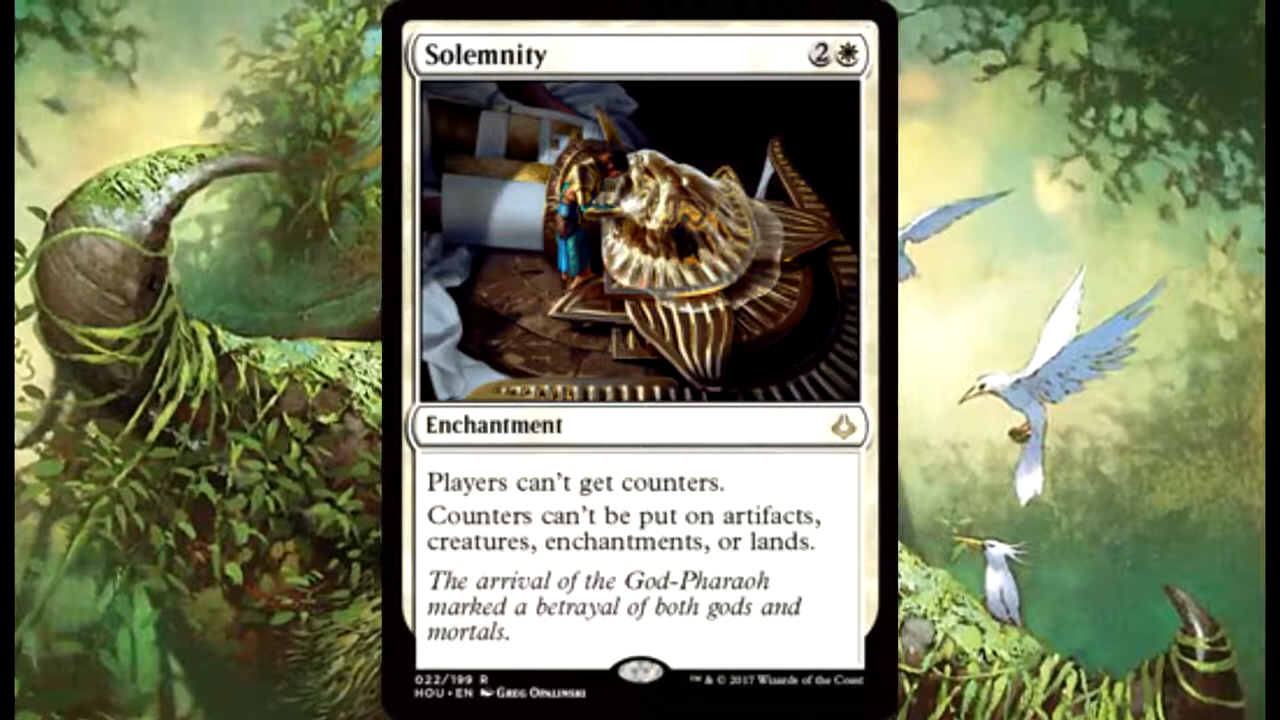 Solemnity 2
Enchantment
Players can't get counters.
Counters can't be put on artifacts,
creatures, enchantments, or lands.
The arrival of the God-Pharaoh
marked a betrayal of both gods and
mortals.
022/199 R
™ & © 2017 Wizards of the Coast
HOU • EN Greg Opalinski